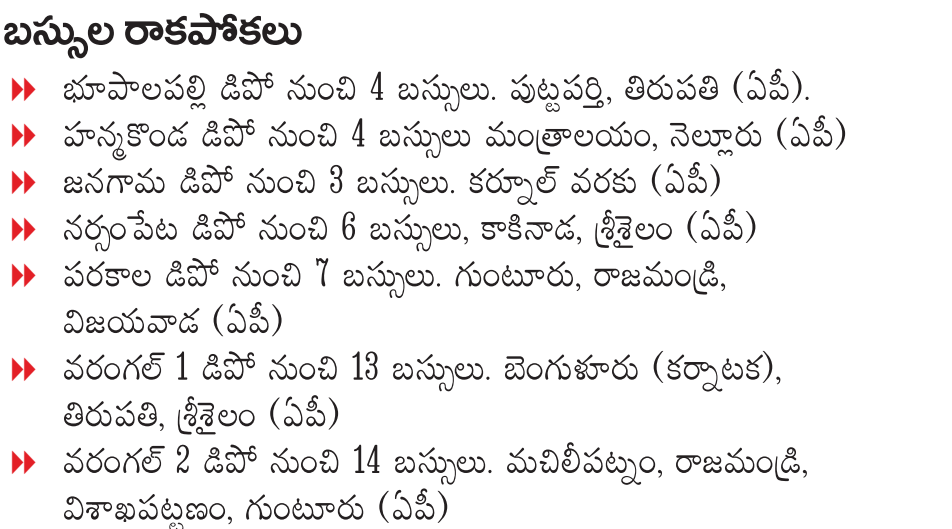 బస్సుల రాకపోకలు
భూపాలపల్లి డిపో నుంచి 4 బస్సులు. పుట్టపర్తి, తిరుపతి (ఏపీ).
హన్మకొండ డిపో నుంచి 4 బస్సులు మంత్రాలయం, నెల్లూరు (ఏపీ)
జనగామ డిపో నుంచి 3 బస్సులు. కర్నూల్ వరకు (ఏపీ)
నర్సంపేట డిపో నుంచి 6 బస్సులు, కాకినాడ, శ్రీశైలం (ఏపీ)
పరకాల డిపో నుంచి 7 బస్సులు. గుంటూరు, రాజమండ్రి,
విజయవాడ (ఏపీ)
వరంగల్ 1 డిపో నుంచి 13 బస్సులు. బెంగుళూరు (కర్నాటక),
తిరుపతి, శ్రీశైలం (ఏపీ)
వరంగల్ 2 డిపో నుంచి 14 బస్సులు. మచిలీపట్నం, రాజమండ్రి,
విశాఖపట్టణం, గుంటూరు (ఏపీ)